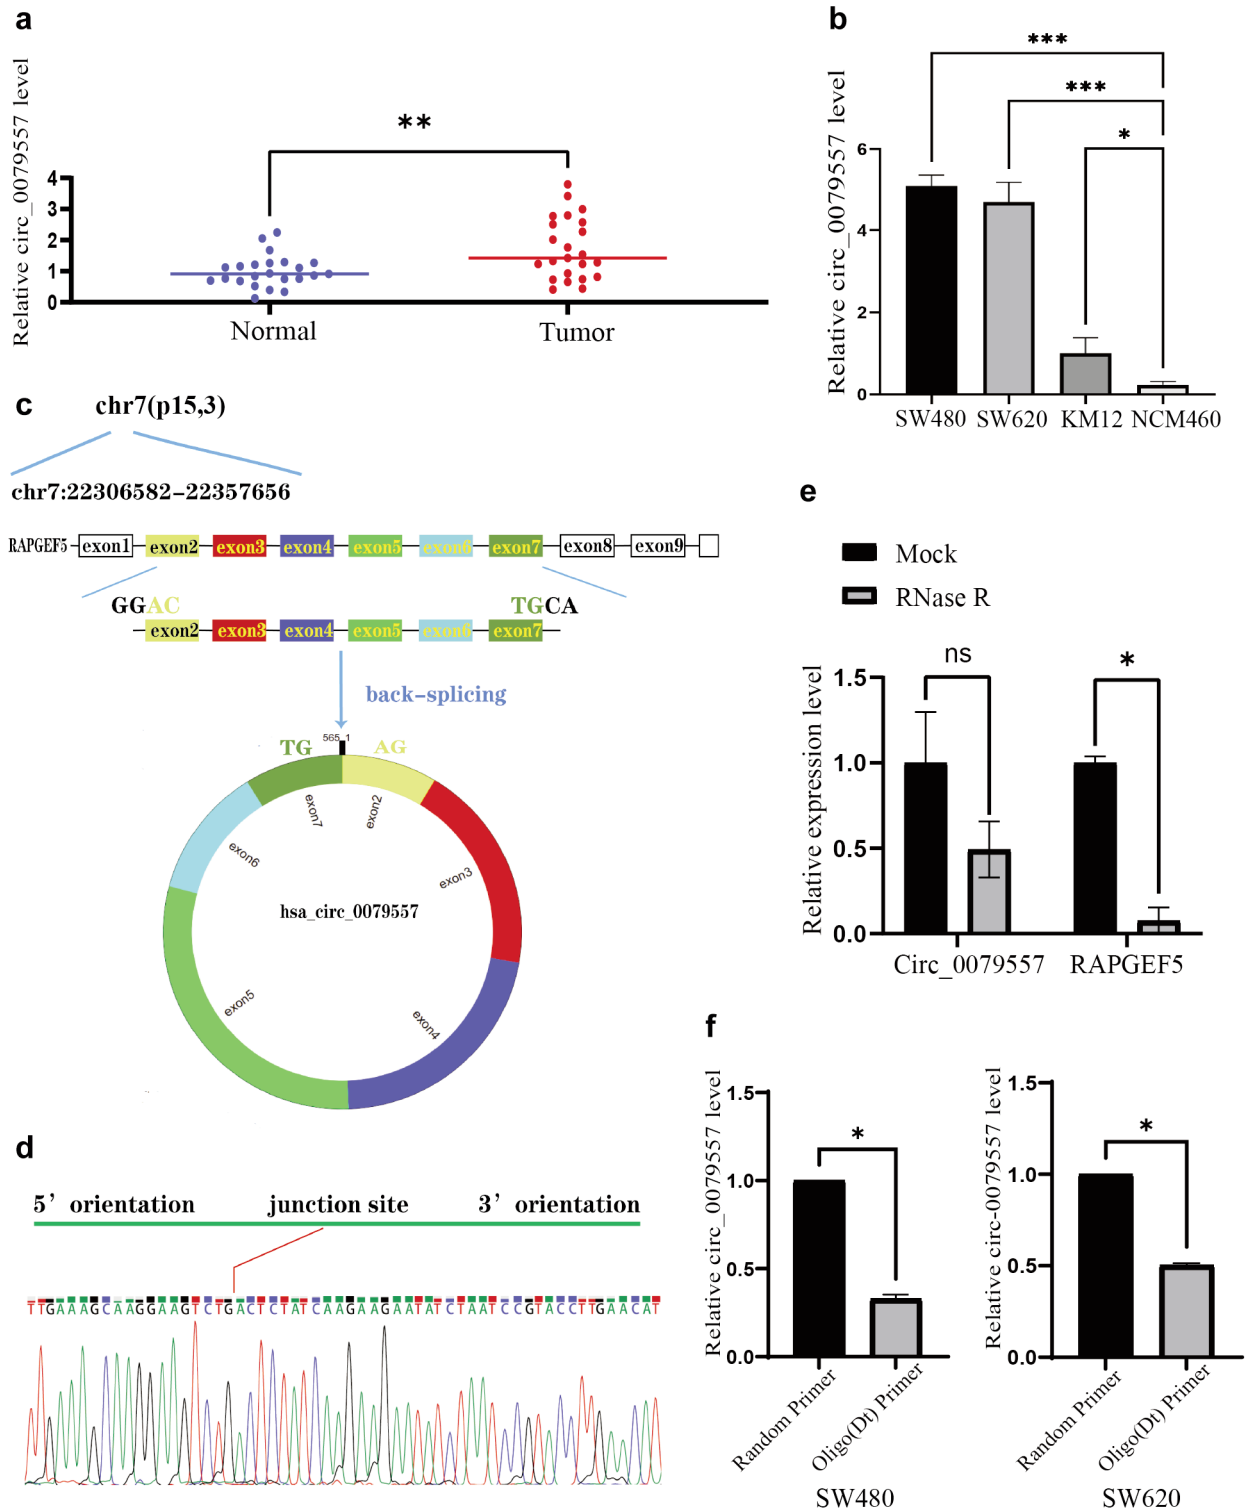 a
Relative circ_0079557 level
**
4
3
2
1
0
Normal
Tumor
b
Relative circ_0079557 level
***
***
*
6
4
2
0
SW480
SW620
KM12
NCM460
c
chr7(p15,3)
chr7:22306582-22357656
RAPGEF5
exon1
exon2
exon3
exon4
exon5
exon6
exon7
exon8
exon9
GGAC
TGCA
exon2
exon3
exon4
exon5
exon6
exon7
back-splicing
TG
565 1
AG
exon7
exon2
exon6
exon3
hsa_circ_0079557
exon5
exon4
d
5' orientation
junction site
3' orientation
TTGAAAGCAAGGAAGTCTGACTCTATCAAGAAGAATATCTAATCCGTACCTTGAACAT
e
Mock
RNase R
Relative expression level
ns
*
1.5
1.0
0.5
0.0
Circ_0079557
RAPGEF5
f
Relative circ_0079557 level
*
1.5
1.0
0.5
0.0
Random Primer
Oligo(Dt) Primer
SW480
Relative circ-0079557 level
*
1.5
1.0
0.5
0.0
Random Primer
Oligo(Dt) Primer
SW620